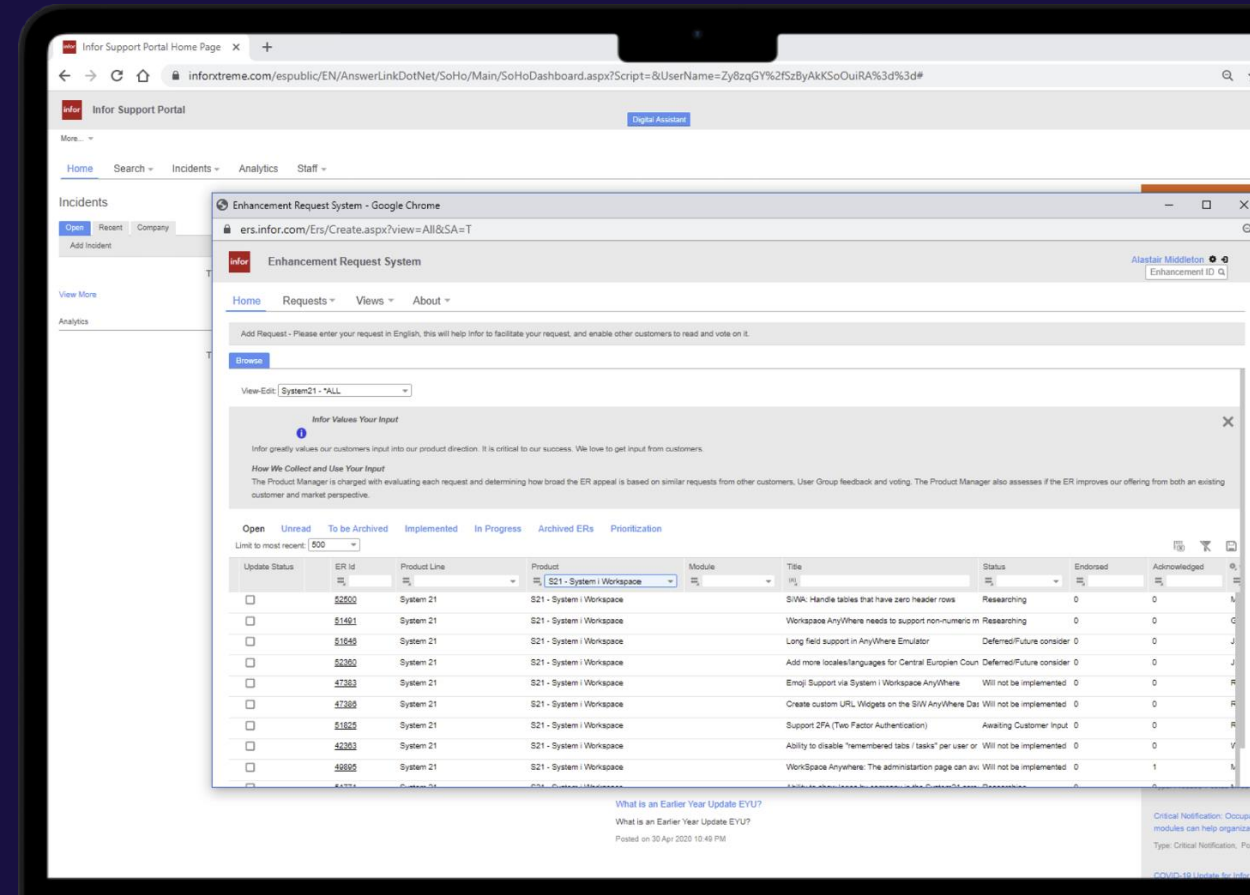 infor Infor Support Portal Home Page
inforxtreme.com/espublic/EN/AnswerLinkDotNet/SoHo/Main/SoHoDashboard.aspx?Script=&UserName=Zy8zqGY%2fSzByAkKSoOuiRA%3d%3d#
infor Infor Support Portal
Digital Assistant
More...
Home Search Incidents Analytics Staff
Incidents
Open Recent Company
Add Incident
T
View More
Analytics
T
Enhancement Request System - Google Chrome
ers.infor.com/Ers/Create.aspx?view=All&SA=T
infor Enhancement Request System
Alastair Middleton
Enhancement ID
Home Requests Views About
Add Request - Please enter your request in English, this will help Infor to facilitate your request, and enable other customers to read and vote on it.
Browse
View-Edit: System21 - *ALL
Infor Values Your Input
Infor greatly values our customers input into our product direction. It is critical to our success. We love to get input from customers.
How We Collect and Use Your Input
The Product Manager is charged with evaluating each request and determining how broad the ER appeal is based on similar requests from other customers, User Group feedback and voting. The Product Manager also assesses if the ER improves our offering from both an existing
customer and market perspective.
Open Unread To be Archived Implemented In Progress Archived ERs Prioritization
Limit to most recent: 500
Update Status ER Id Product Line Product Module Title Status Endorsed Acknowledged
S21 - System i Workspace
52600 System 21 S21 - System i Workspace SiWA: Handle tables that have zero header rows Researching 0 0
51491 System 21 S21 - System i Workspace Workspace AnyWhere needs to support non-numeric m Researching 0 0
51646 System 21 S21 - System i Workspace Long field support in AnyWhere Emulator Deferred/Future consider 0 0
52360 System 21 S21 - System i Workspace Add more locales/languages for Central Europien Coun Deferred/Future consider 0 0
47383 System 21 S21 - System i Workspace Emoji Support via System i Workspace AnyWhere Will not be implemented 0 0
47386 System 21 S21 - System i Workspace Create custom URL Widgets on the SiW AnyWhere Das Will not be implemented 0 0
51825 System 21 S21 - System i Workspace Support 2FA (Two Factor Authentication) Awaiting Customer Input 0 0
42363 System 21 S21 - System i Workspace Ability to disable "remembered tabs / tasks" per user or Will not be implemented 0 0
49895 System 21 S21 - System i Workspace WorkSpace Anywhere: The administartion page can av Will not be implemented 0 1
What is an Earlier Year Update EYU?
What is an Earlier Year Update EYU?
Posted on 30 Apr 2020 10:49 PM
Critical Notification: Occup
modules can help organiza
Type: Critical Notification, Po
COVID-19 Update for Infor